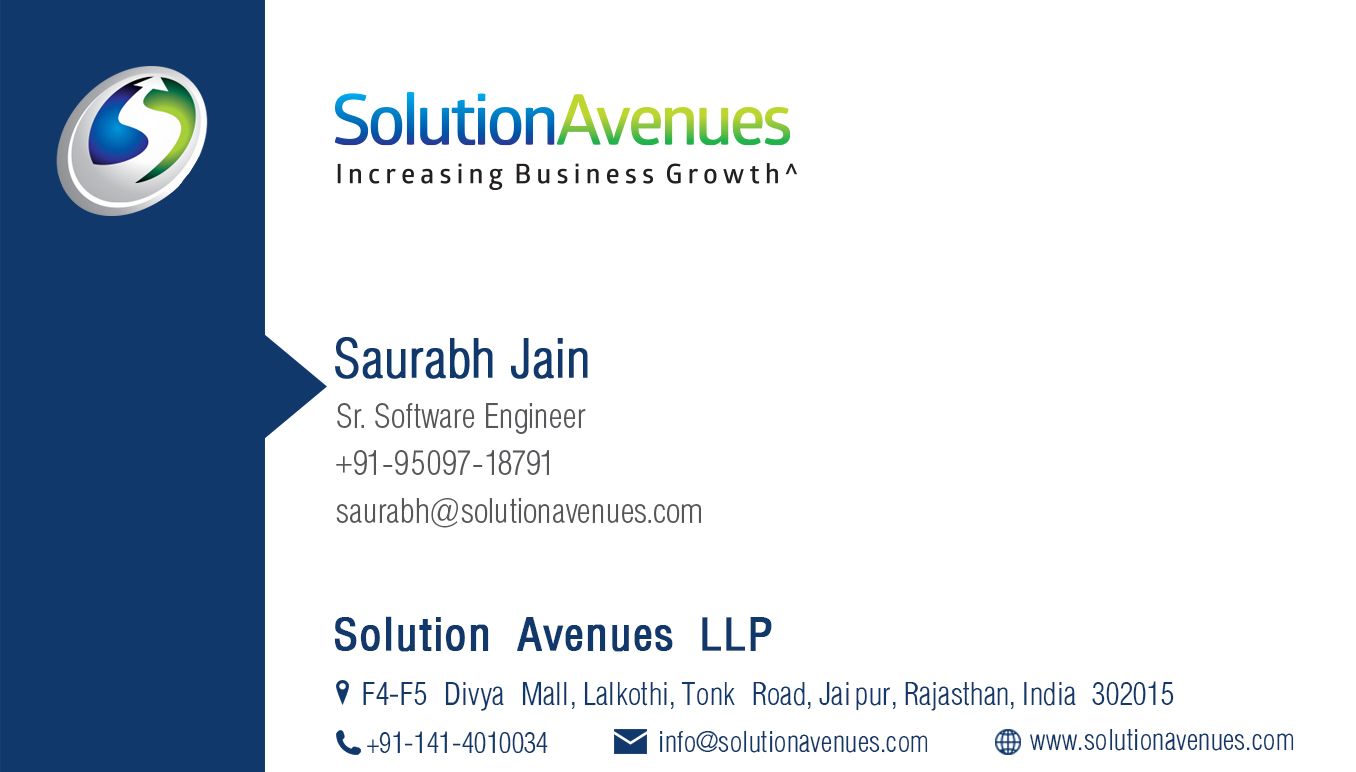 SolutionAvenues
Increasing Business Growth^
Saurabh Jain
Sr. Software Engineer
+91-95097-18791
saurabh@solutionavenues.com
Solution Avenues LLP
F4-F5 Divya Mall, Lalkothi, Tonk Road, Jaipur, Rajasthan, India 302015
+91-141-4010034 info@solutionavenues.com www.solutionavenues.com